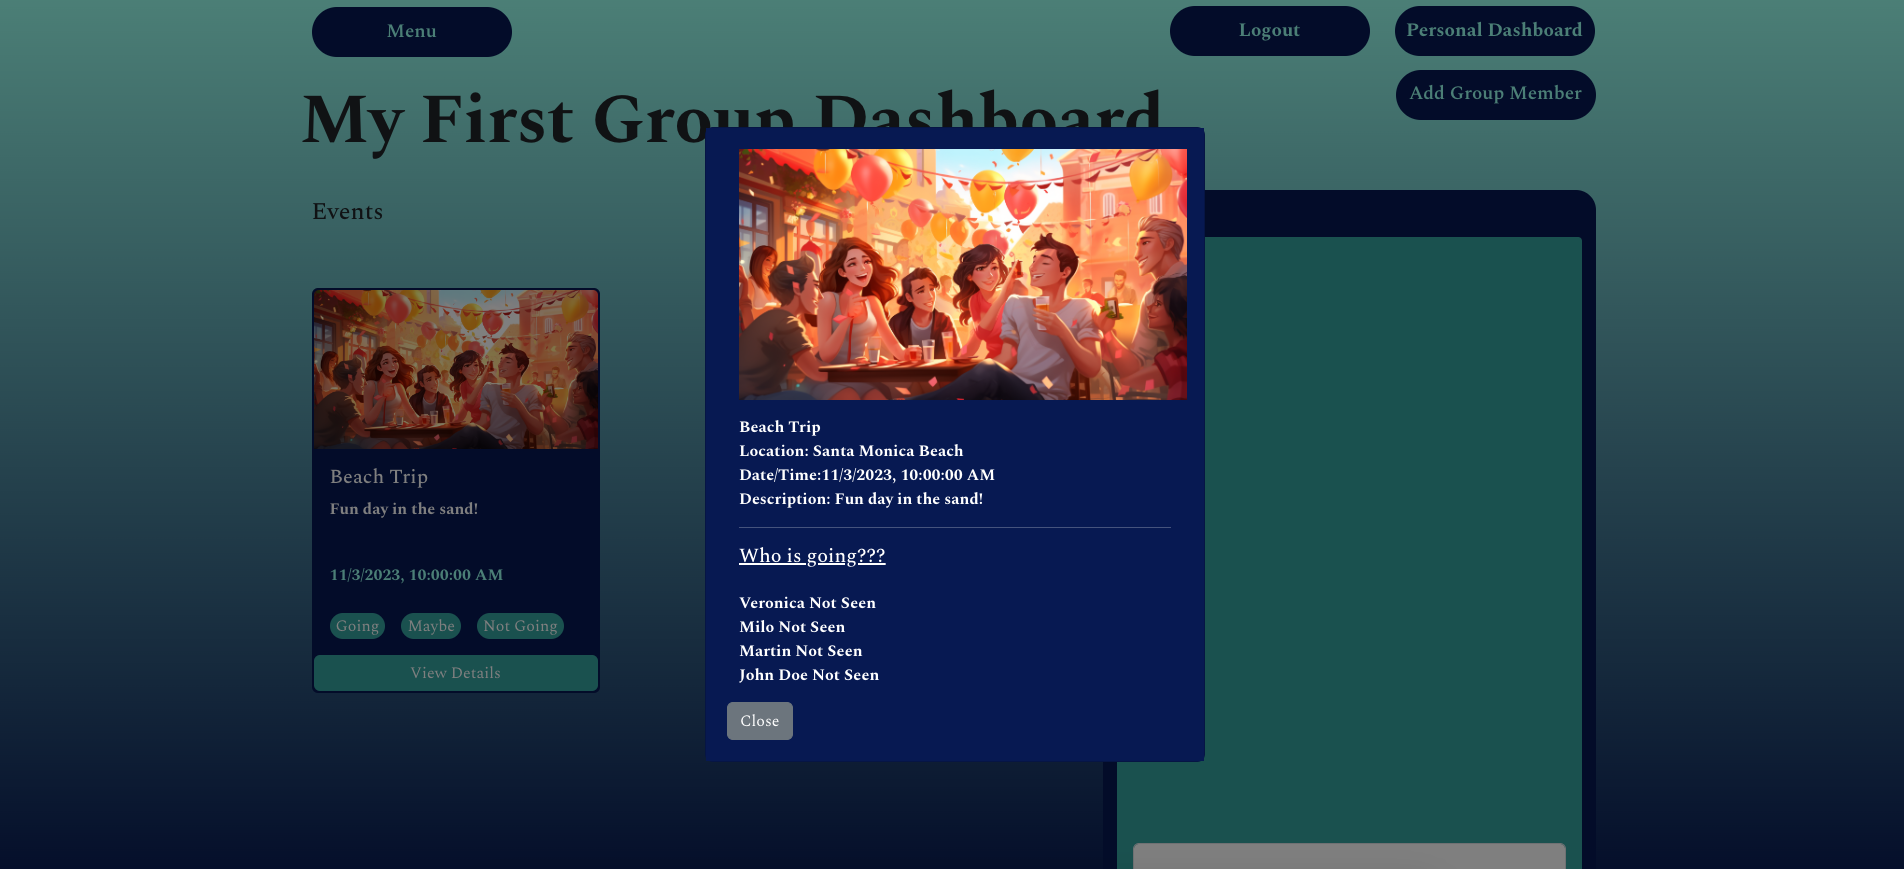 Menu
Logout
Personal Dashboard
Add Group Member
My First Group Dashboard
Events
Beach Trip
Fun day in the sand!
11/3/2023, 10:00:00 AM
Going
Maybe
Not Going
View Details
Beach Trip
Location: Santa Monica Beach
Date/Time:11/3/2023, 10:00:00 AM
Description: Fun day in the sand!
Who is going???
Veronica Not Seen
Milo Not Seen
Martin Not Seen
John Doe Not Seen
Close